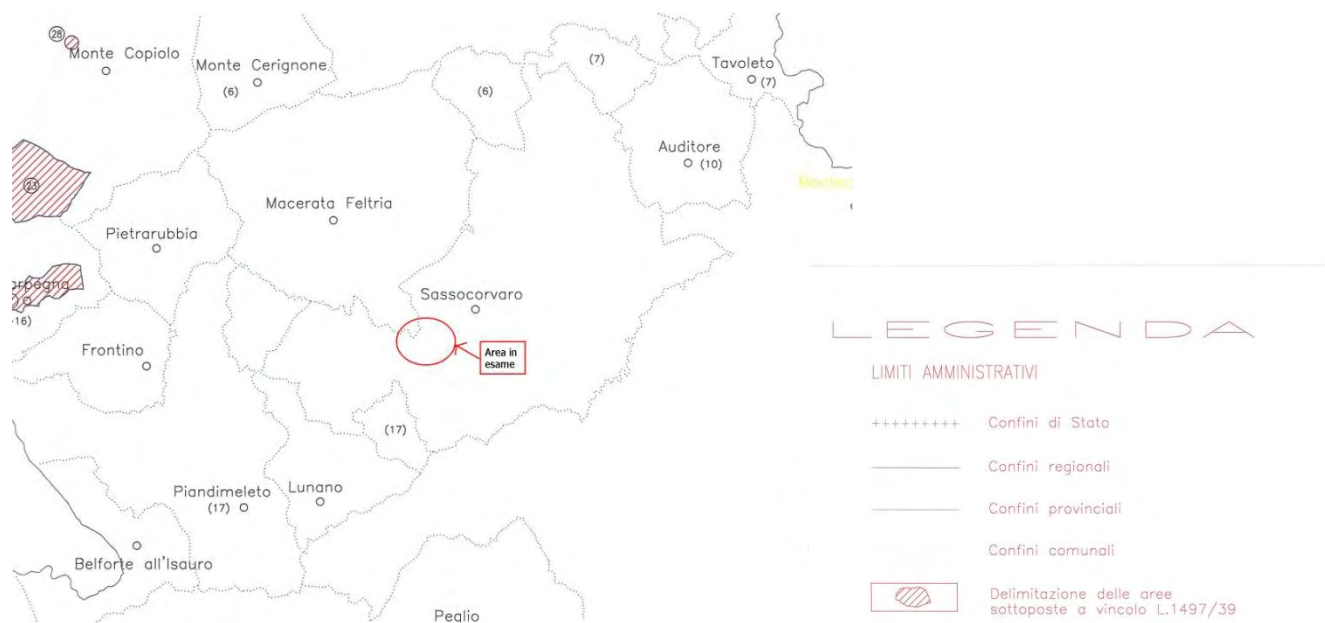 28
Monte Copiolo
Monte Cerignone
(6)
(6)
(7)
Tavoleto
(7)
Auditore
(10)
23
Macerata Feltria
Pietrarubbia
Sassocorvaro
Frontino
Area in
esame
(17)
Piandimeleto
(17)
Lunano
Belforte all'Isauro
Peglio
LEGENDA
LIMITI AMMINISTRATIVI
Confini di Stato
Confini regionali
Confini provinciali
Confini comunali
Delimitazione delle aree
sottoposte a vincolo L.1497/39